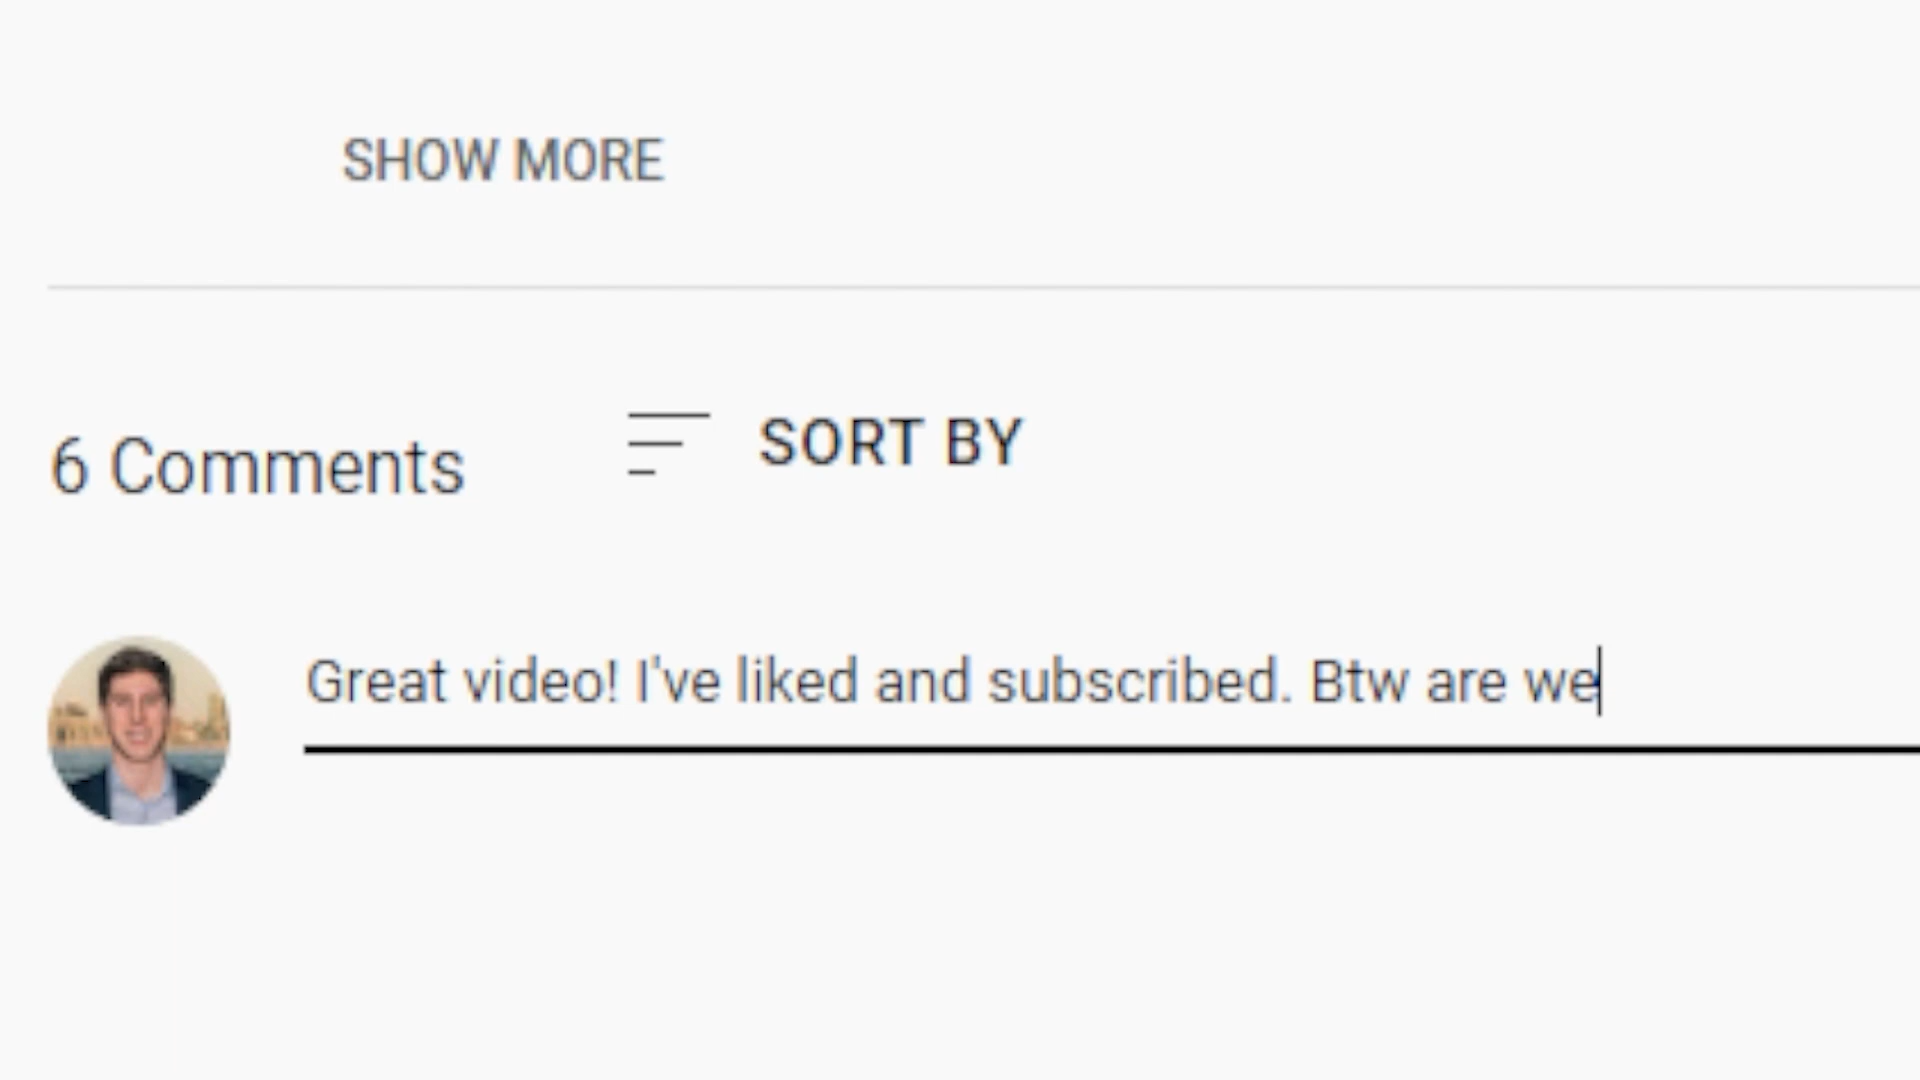 SHOW MORE
6 Comments
SORT BY
Great video! I've liked and subscribed. Btw are we